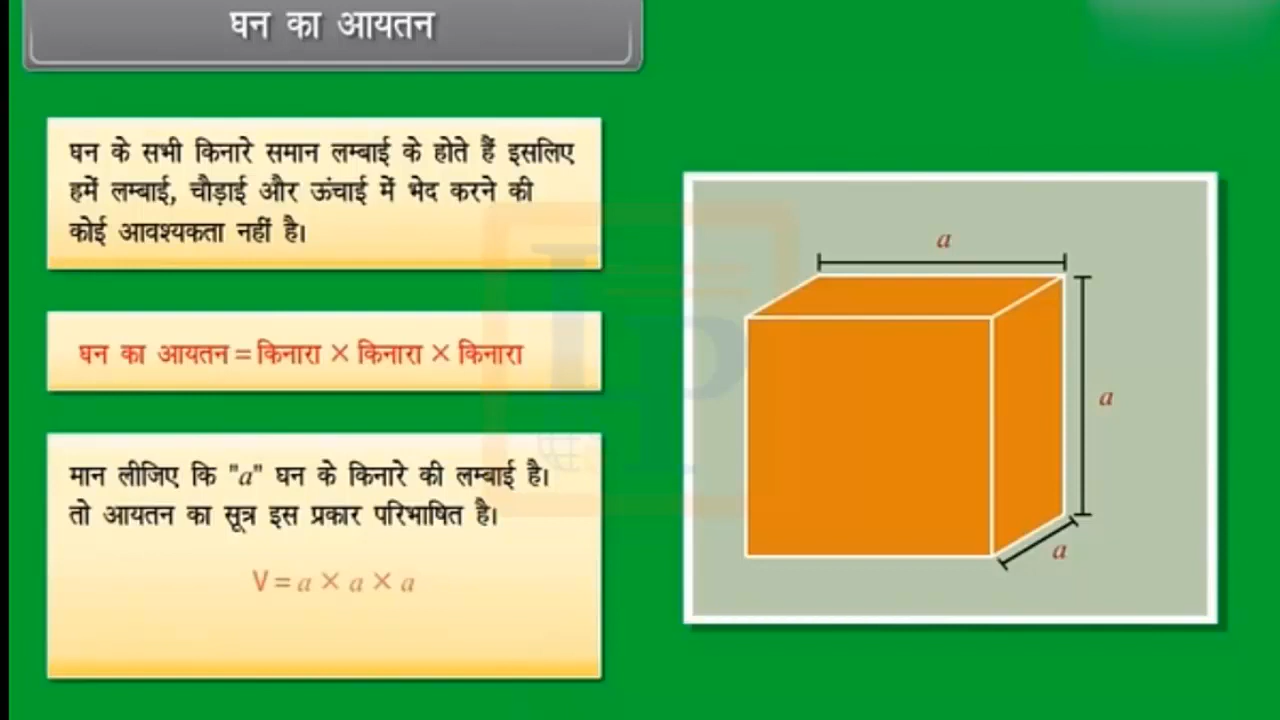 घन का आयतन
घन के सभी किनारे समान लम्बाई के होते हैं इसलिए
हमें लम्बाई, चौड़ाई और ऊंचाई में भेद करने की
कोई आवश्यकता नहीं है।
घन का आयतन = किनारा × किनारा × किनारा
मान लीजिए कि "a" घन के किनारे की लम्बाई है।
तो आयतन का सूत्र इस प्रकार परिभाषित है।
V = a × a × a
a
a
a